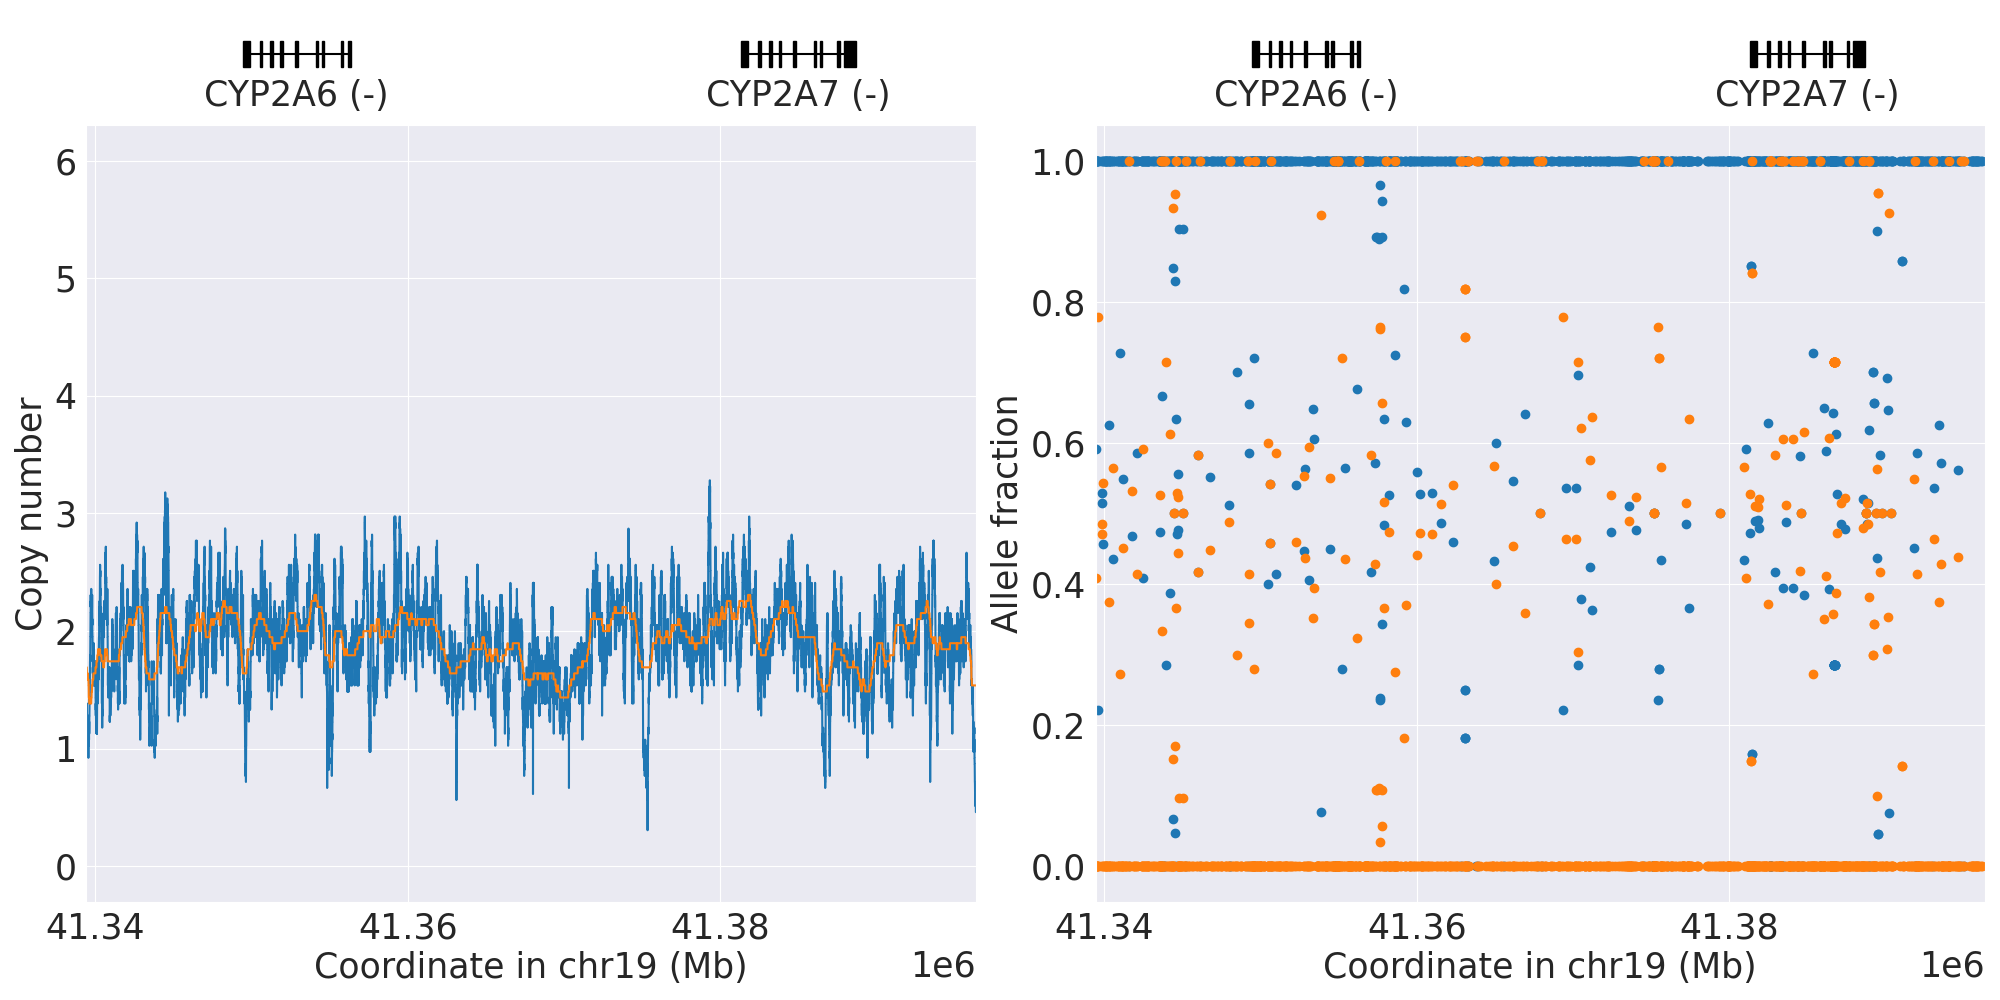 CYP2A6 (-)
CYP2A7 (-)
6
5
4
3
2
1
0
Copy number
41.34
41.36
41.38
Coordinate in chr19 (Mb)
1e6
CYP2A6 (-)
CYP2A7 (-)
1.0
0.8
0.6
0.4
0.2
0.0
Allele fraction
41.34
41.36
41.38
Coordinate in chr19 (Mb)
1e6